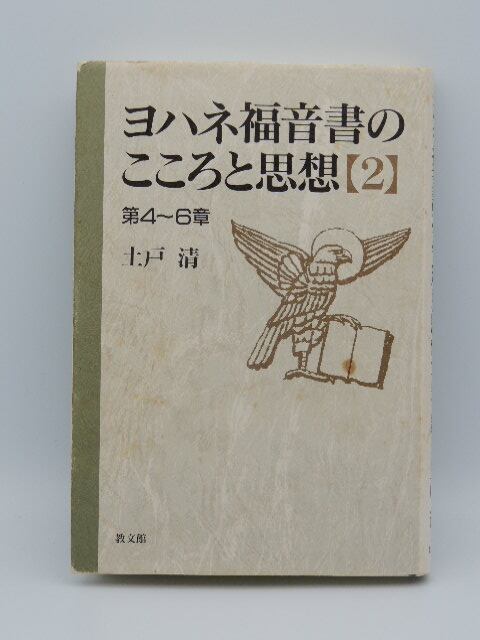 ヨハネ福音書の
こころと思想【2】
第4〜6章
土戸 清
教文館